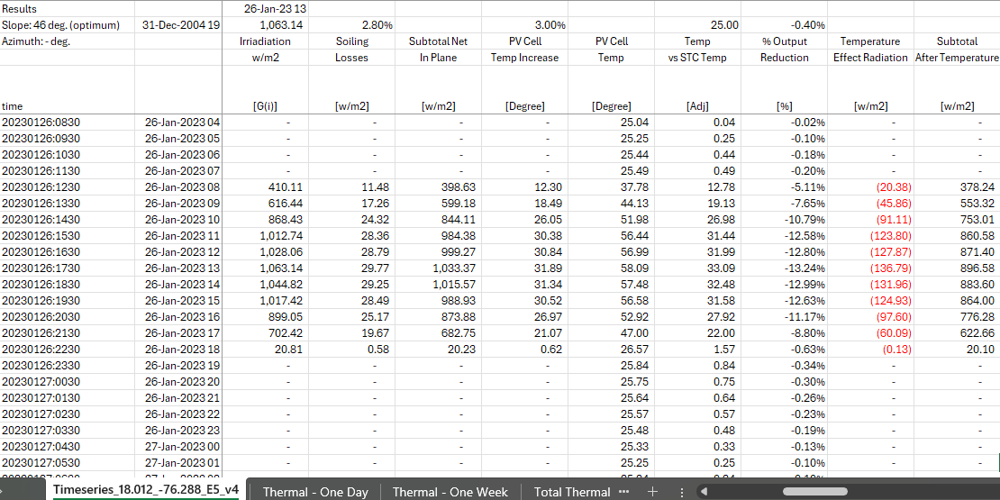 Results 26-Jan-23 13
Slope: 46 deg. (optimum) 31-Dec-2004 19 1,063.14 2.80% 3.00% 25.00 -0.40%
Azimuth: - deg. Irriadiation Soiling Subtotal Net PV Cell PV Cell Temp % Output Temperature Subtotal
w/m2 Losses In Plane Temp Increase Temp vs STC Temp Reduction Effect Radiation After Temperature
time [G(i)] [w/m2] [w/m2] [Degree] [Degree] [Adj] [%] [w/m2] [w/m2]
20230126:0830 26-Jan-2023 04 - - - - 25.04 0.04 -0.02% - -
20230126:0930 26-Jan-2023 05 - - - - 25.25 0.25 -0.10% - -
20230126:1030 26-Jan-2023 06 - - - - 25.44 0.44 -0.18% - -
20230126:1130 26-Jan-2023 07 - - - - 25.49 0.49 -0.20% - -
20230126:1230 26-Jan-2023 08 410.11 11.48 398.63 12.30 37.78 12.78 -5.11% (20.38) 378.24
20230126:1330 26-Jan-2023 09 616.44 17.26 599.18 18.49 44.13 19.13 -7.65% (45.86) 553.32
20230126:1430 26-Jan-2023 10 868.43 24.32 844.11 26.05 51.98 26.98 -10.79% (91.11) 753.01
20230126:1530 26-Jan-2023 11 1,012.74 28.36 984.38 30.38 56.44 31.44 -12.58% (123.80) 860.58
20230126:1630 26-Jan-2023 12 1,028.06 28.79 999.27 30.84 56.99 31.99 -12.80% (127.87) 871.40
20230126:1730 26-Jan-2023 13 1,063.14 29.77 1,033.37 31.89 58.09 33.09 -13.24% (136.79) 896.58
20230126:1830 26-Jan-2023 14 1,044.82 29.25 1,015.57 31.34 57.48 32.48 -12.99% (131.96) 883.60
20230126:1930 26-Jan-2023 15 1,017.42 28.49 988.93 30.52 56.58 31.58 -12.63% (124.93) 864.00
20230126:2030 26-Jan-2023 16 899.05 25.17 873.88 26.97 52.92 27.92 -11.17% (97.60) 776.28
20230126:2130 26-Jan-2023 17 702.42 19.67 682.75 21.07 47.00 22.00 -8.80% (60.09) 622.66
20230126:2230 26-Jan-2023 18 20.81 0.58 20.23 0.62 26.57 1.57 -0.63% (0.13) 20.10
20230126:2330 26-Jan-2023 19 - - - - 25.84 0.84 -0.34% - -
20230127:0030 26-Jan-2023 20 - - - - 25.75 0.75 -0.30% - -
20230127:0130 26-Jan-2023 21 - - - - 25.64 0.64 -0.26% - -
20230127:0230 26-Jan-2023 22 - - - - 25.57 0.57 -0.23% - -
20230127:0330 26-Jan-2023 23 - - - - 25.48 0.48 -0.19% - -
20230127:0430 27-Jan-2023 00 - - - - 25.33 0.33 -0.13% - -
20230127:0530 27-Jan-2023 01 - - - - 25.25 0.25 -0.10% - -
Timeseries_18.012_-76.288_E5_v4 Thermal - One Day Thermal - One Week Total Thermal